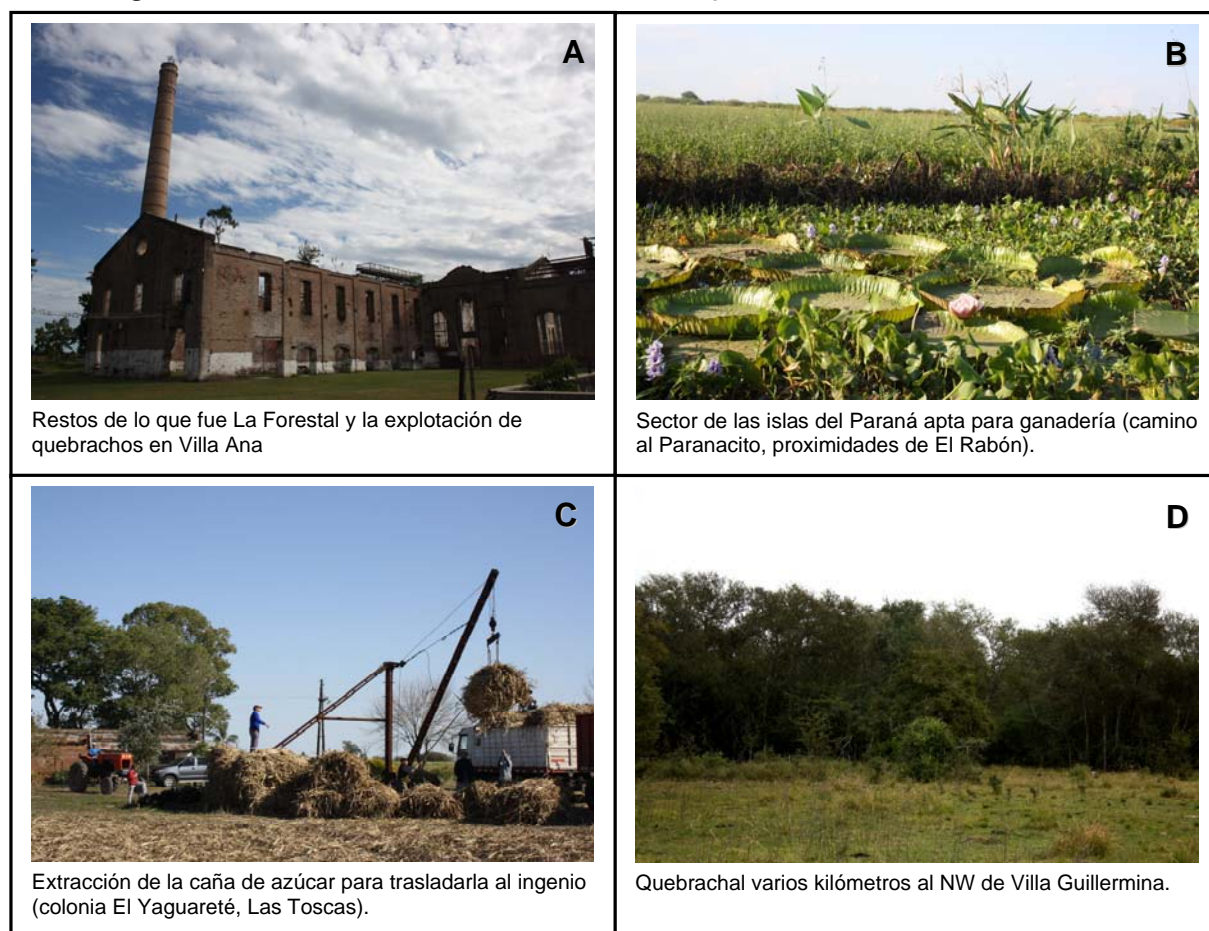 A
Restos de lo que fue La Forestal y la explotación de
quebrachos en Villa Ana
B
Sector de las islas del Paraná apta para ganadería (camino
al Paranacito, proximidades de El Rabón).
C
Extracción de la caña de azúcar para trasladarla al ingenio
(colonia El Yaguareté, Las Toscas).
D
Quebrachal varios kilómetros al NW de Villa Guillermina.